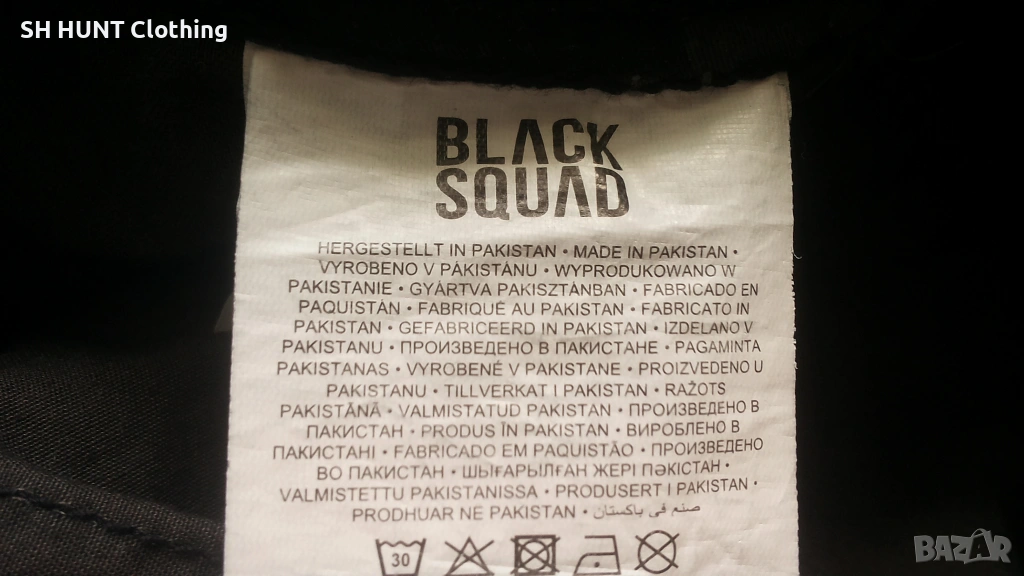 SH HUNT Clothing
BLACK
SQUAD
HERGESTELLT IN PAKISTAN • MADE IN PAKISTAN •
VYROBENO V PÁKISTÁNU • WYPRODUKOWANO W
PAKISTANIE • GYÁRTVA PAKISZTÁNBAN • FABRICADO EN
PAQUISTÁN • FABRIQUÉ AU PAKISTAN • FABRICATO IN
PAKISTAN • GEFABRICEERD IN PAKISTAN • IZDELANO V
PAKISTANU • ПРОИЗВЕДЕНО В ПАКИСТАНЕ • PAGAMINTA
PAKISTANAS • VYROBENÉ V PAKISTANE • PROIZVEDENO U
PAKISTANU • TILLVERKAT I PAKISTAN • RAŽOTS
PAKISTĀNĀ • VALMISTATUD PAKISTAN • ПРОИЗВЕДЕНО В
ПАКИСТАН • PRODUS ÎN PAKISTAN • ВИРОБЛЕНО В
ПАКИСТАНІ • FABRICADO EM PAQUISTÃO • ПРОИЗВЕДЕНО
ВО ПАКИСТАН • ШЫҒАРЫЛҒАН ЖЕРІ ПӘКІСТАН •
VALMISTETTU PAKISTANISSA • PRODUSERT I PAKISTAN •
PRODHUAR NE PAKISTAN • صنع في باكستان
30
BAZAR